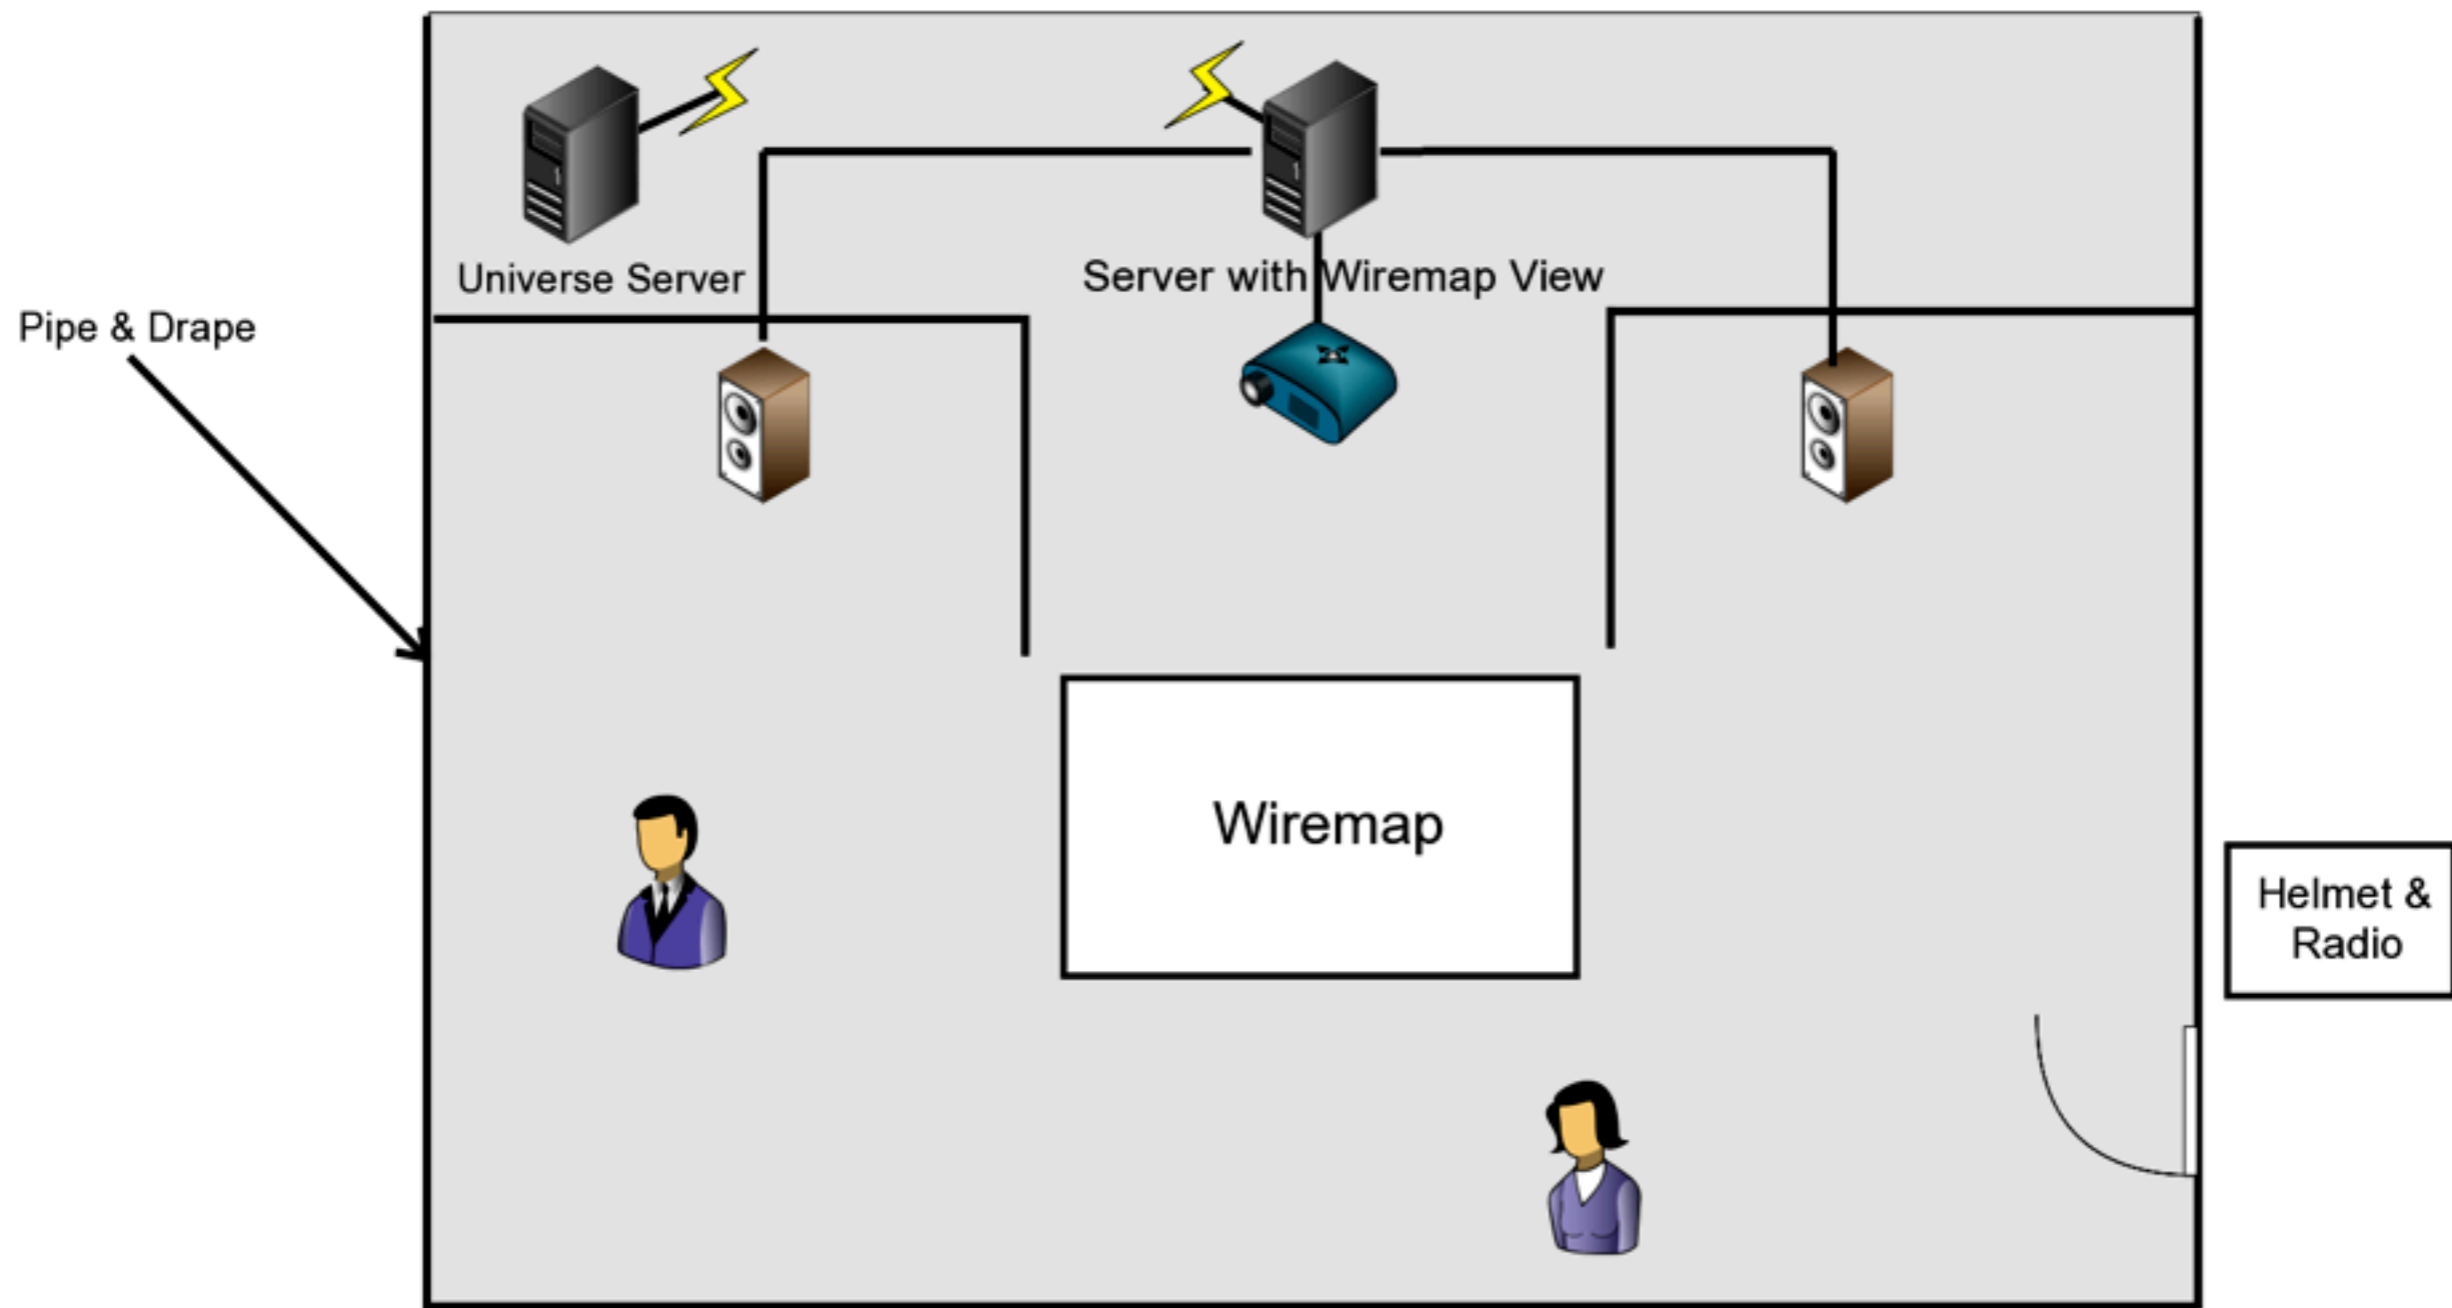 Universe Server
Server with Wiremap View
Pipe & Drape
Wiremap
Helmet &
Radio